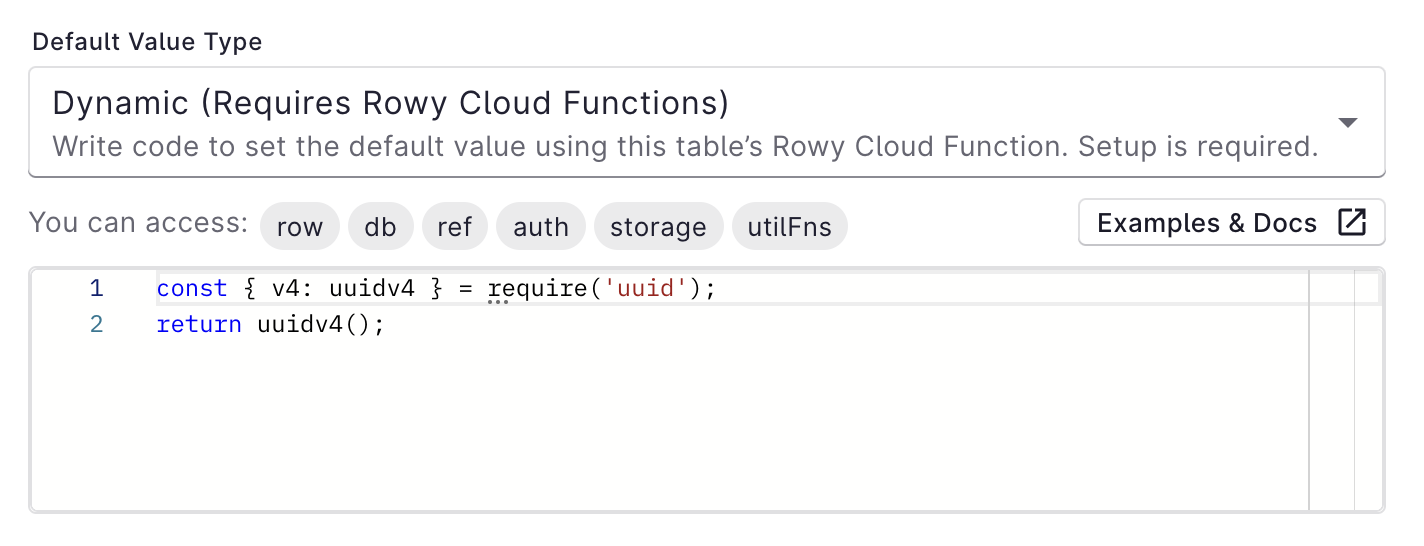 Default Value Type
Dynamic (Requires Rowy Cloud Functions)
Write code to set the default value using this table’s Rowy Cloud Function. Setup is required.
You can access: row db ref auth storage utilFns Examples & Docs
1 const { v4: uuidv4 } = require('uuid');
2 return uuidv4();